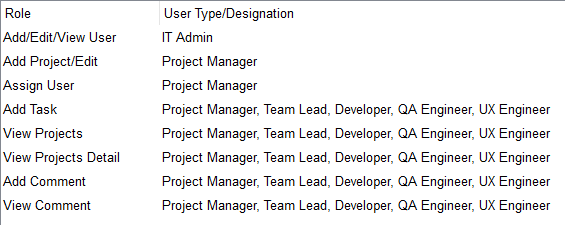 Role User Type/Designation
Add/Edit/View User IT Admin
Add Project/Edit Project Manager
Assign User Project Manager
Add Task Project Manager, Team Lead, Developer, QA Engineer, UX Engineer
View Projects Project Manager, Team Lead, Developer, QA Engineer, UX Engineer
View Projects Detail Project Manager, Team Lead, Developer, QA Engineer, UX Engineer
Add Comment Project Manager, Team Lead, Developer, QA Engineer, UX Engineer
View Comment Project Manager, Team Lead, Developer, QA Engineer, UX Engineer